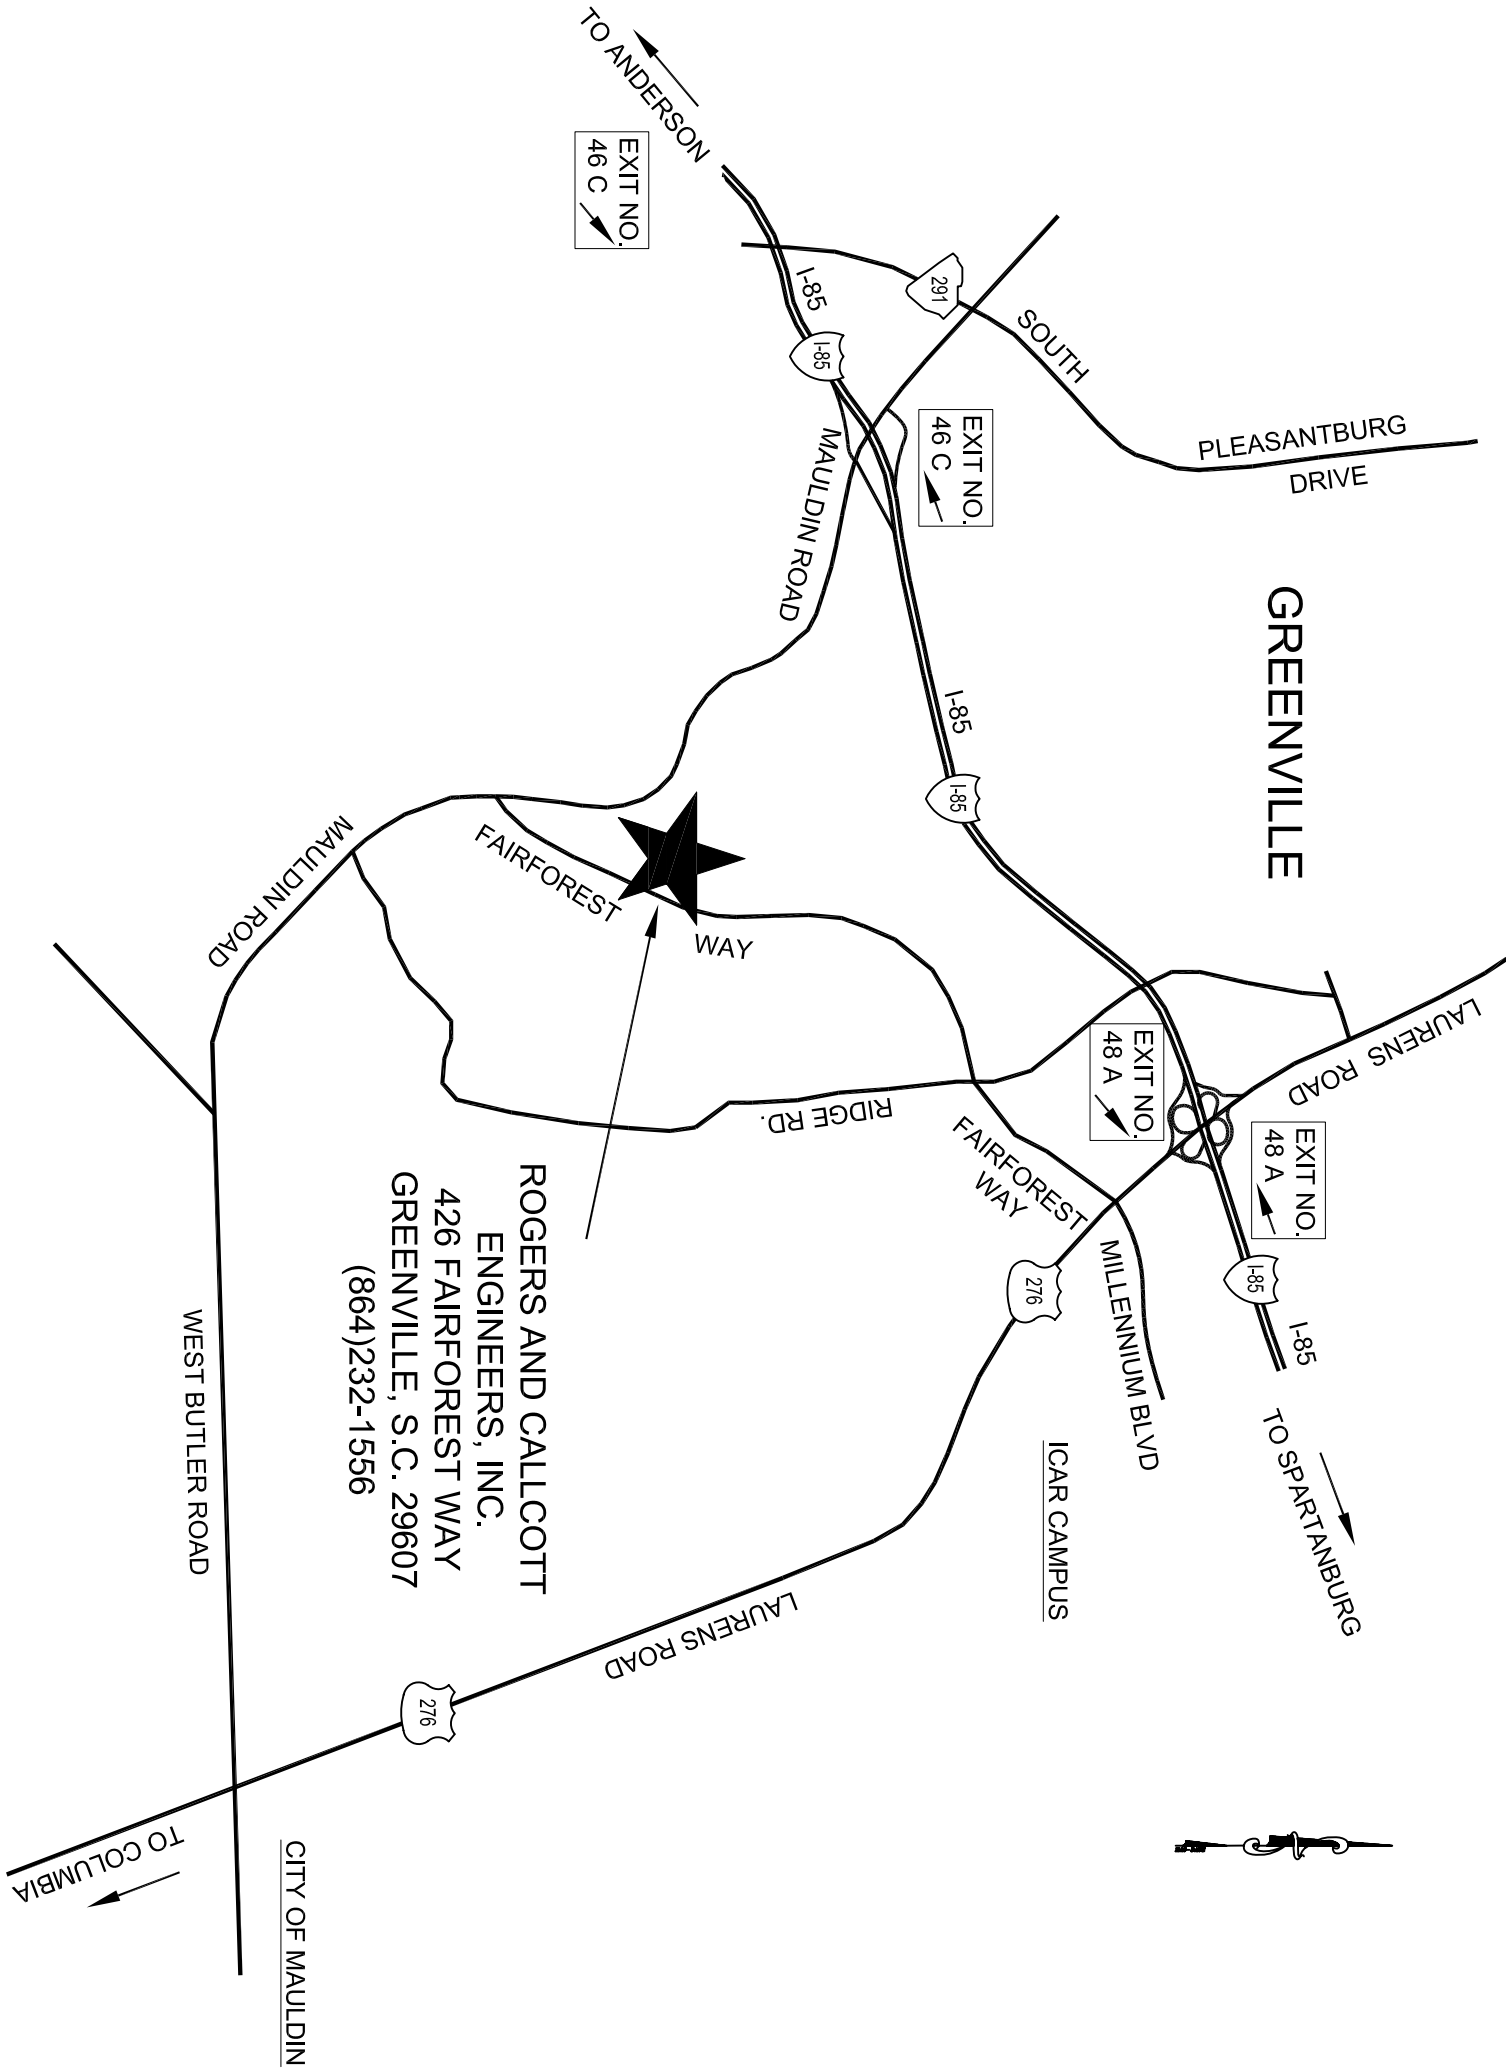 TO ANDERSON
EXIT NO.
46 C
I-85
I-85
291
SOUTH
PLEASANTBURG
DRIVE
EXIT NO.
46 C
MAULDIN ROAD
GREENVILLE
I-85
I-85
MAULDIN ROAD
FAIRFOREST
WAY
LAURENS ROAD
EXIT NO.
48 A
EXIT NO.
48 A
RIDGE RD.
FAIRFOREST
WAY
I-85
I-85
TO SPARTANBURG
276
MILLENNIUM BLVD
ICAR CAMPUS
ROGERS AND CALLCOTT
ENGINEERS, INC.
426 FAIRFOREST WAY
GREENVILLE, S.C. 29607
(864)232-1556
WEST BUTLER ROAD
LAURENS ROAD
276
TO COLUMBIA
CITY OF MAULDIN